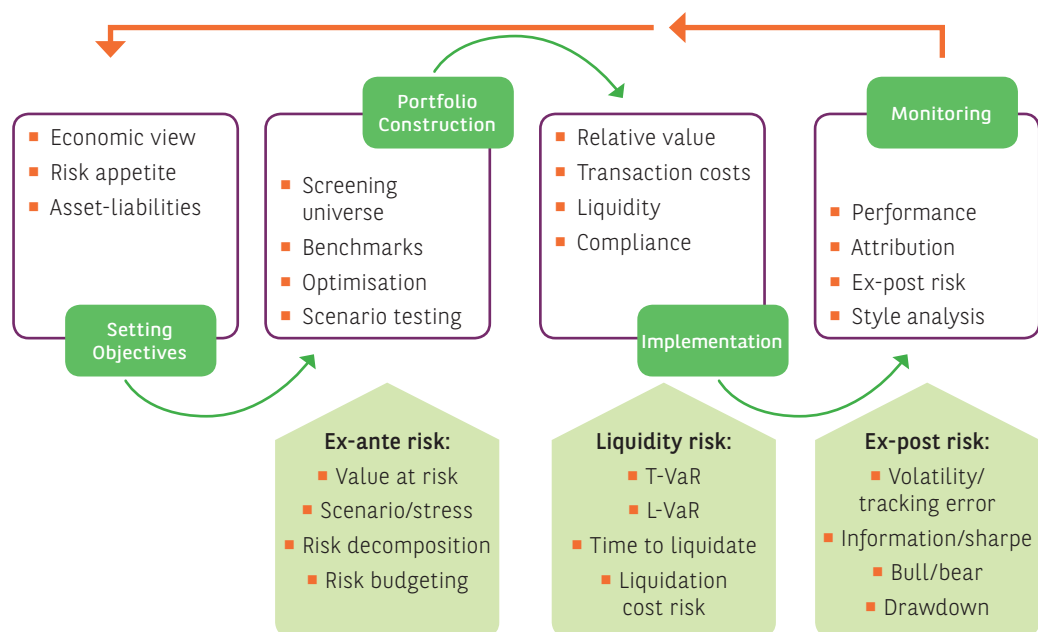 Economic view
Risk appetite
Asset-liabilities
Setting
Objectives
Portfolio
Construction
Screening
universe
Benchmarks
Optimisation
Scenario testing
Relative value
Transaction costs
Liquidity
Compliance
Implementation
Monitoring
Performance
Attribution
Ex-post risk
Style analysis
Ex-ante risk:
Value at risk
Scenario/stress
Risk decomposition
Risk budgeting
Liquidity risk:
T-VaR
L-VaR
Time to liquidate
Liquidation
cost risk
Ex-post risk:
Volatility/
tracking error
Information/sharpe
Bull/bear
Drawdown